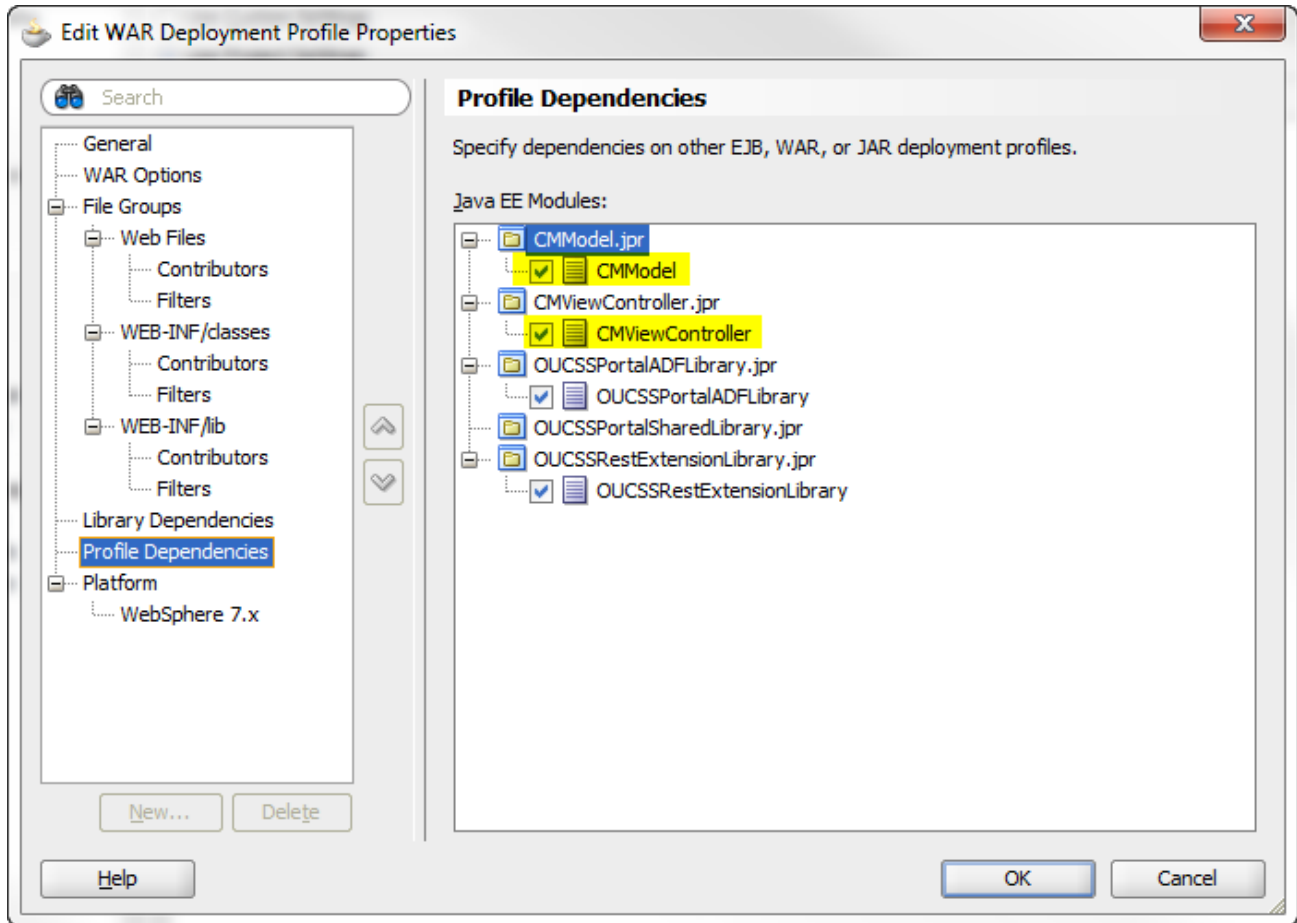 Edit WAR Deployment Profile Properties
Search
General
WAR Options
File Groups
Web Files
Contributors
Filters
WEB-INF/classes
Contributors
Filters
WEB-INF/lib
Contributors
Filters
Library Dependencies
Profile Dependencies
Platform
WebSphere 7.x
New...
Delete
Profile Dependencies
Specify dependencies on other EJB, WAR, or JAR deployment profiles.
Java EE Modules:
CMModel.jpr
CMModel
CMViewController.jpr
CMViewController
OUCSSPortalADFLibrary.jpr
OUCSSPortalADFLibrary
OUCSSPortalSharedLibrary.jpr
OUCSSRestExtensionLibrary.jpr
OUCSSRestExtensionLibrary
Help
OK
Cancel